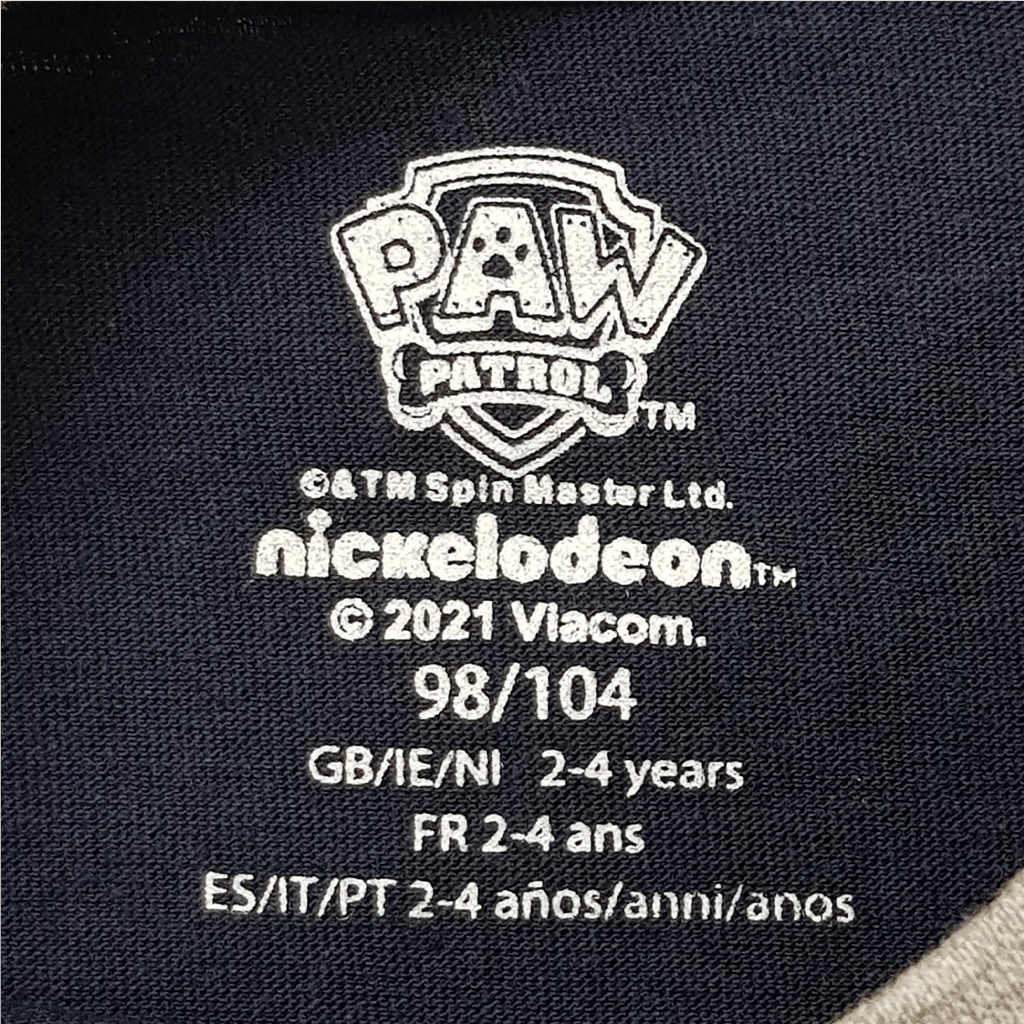 PAW
PATROL TM
©&TM Spin Master Ltd.
nickelodeon TM
© 2021 Viacom.
98/104
GB/IE/NI 2-4 years
FR 2-4 ans
ES/IT/PT 2-4 años/anni/anos